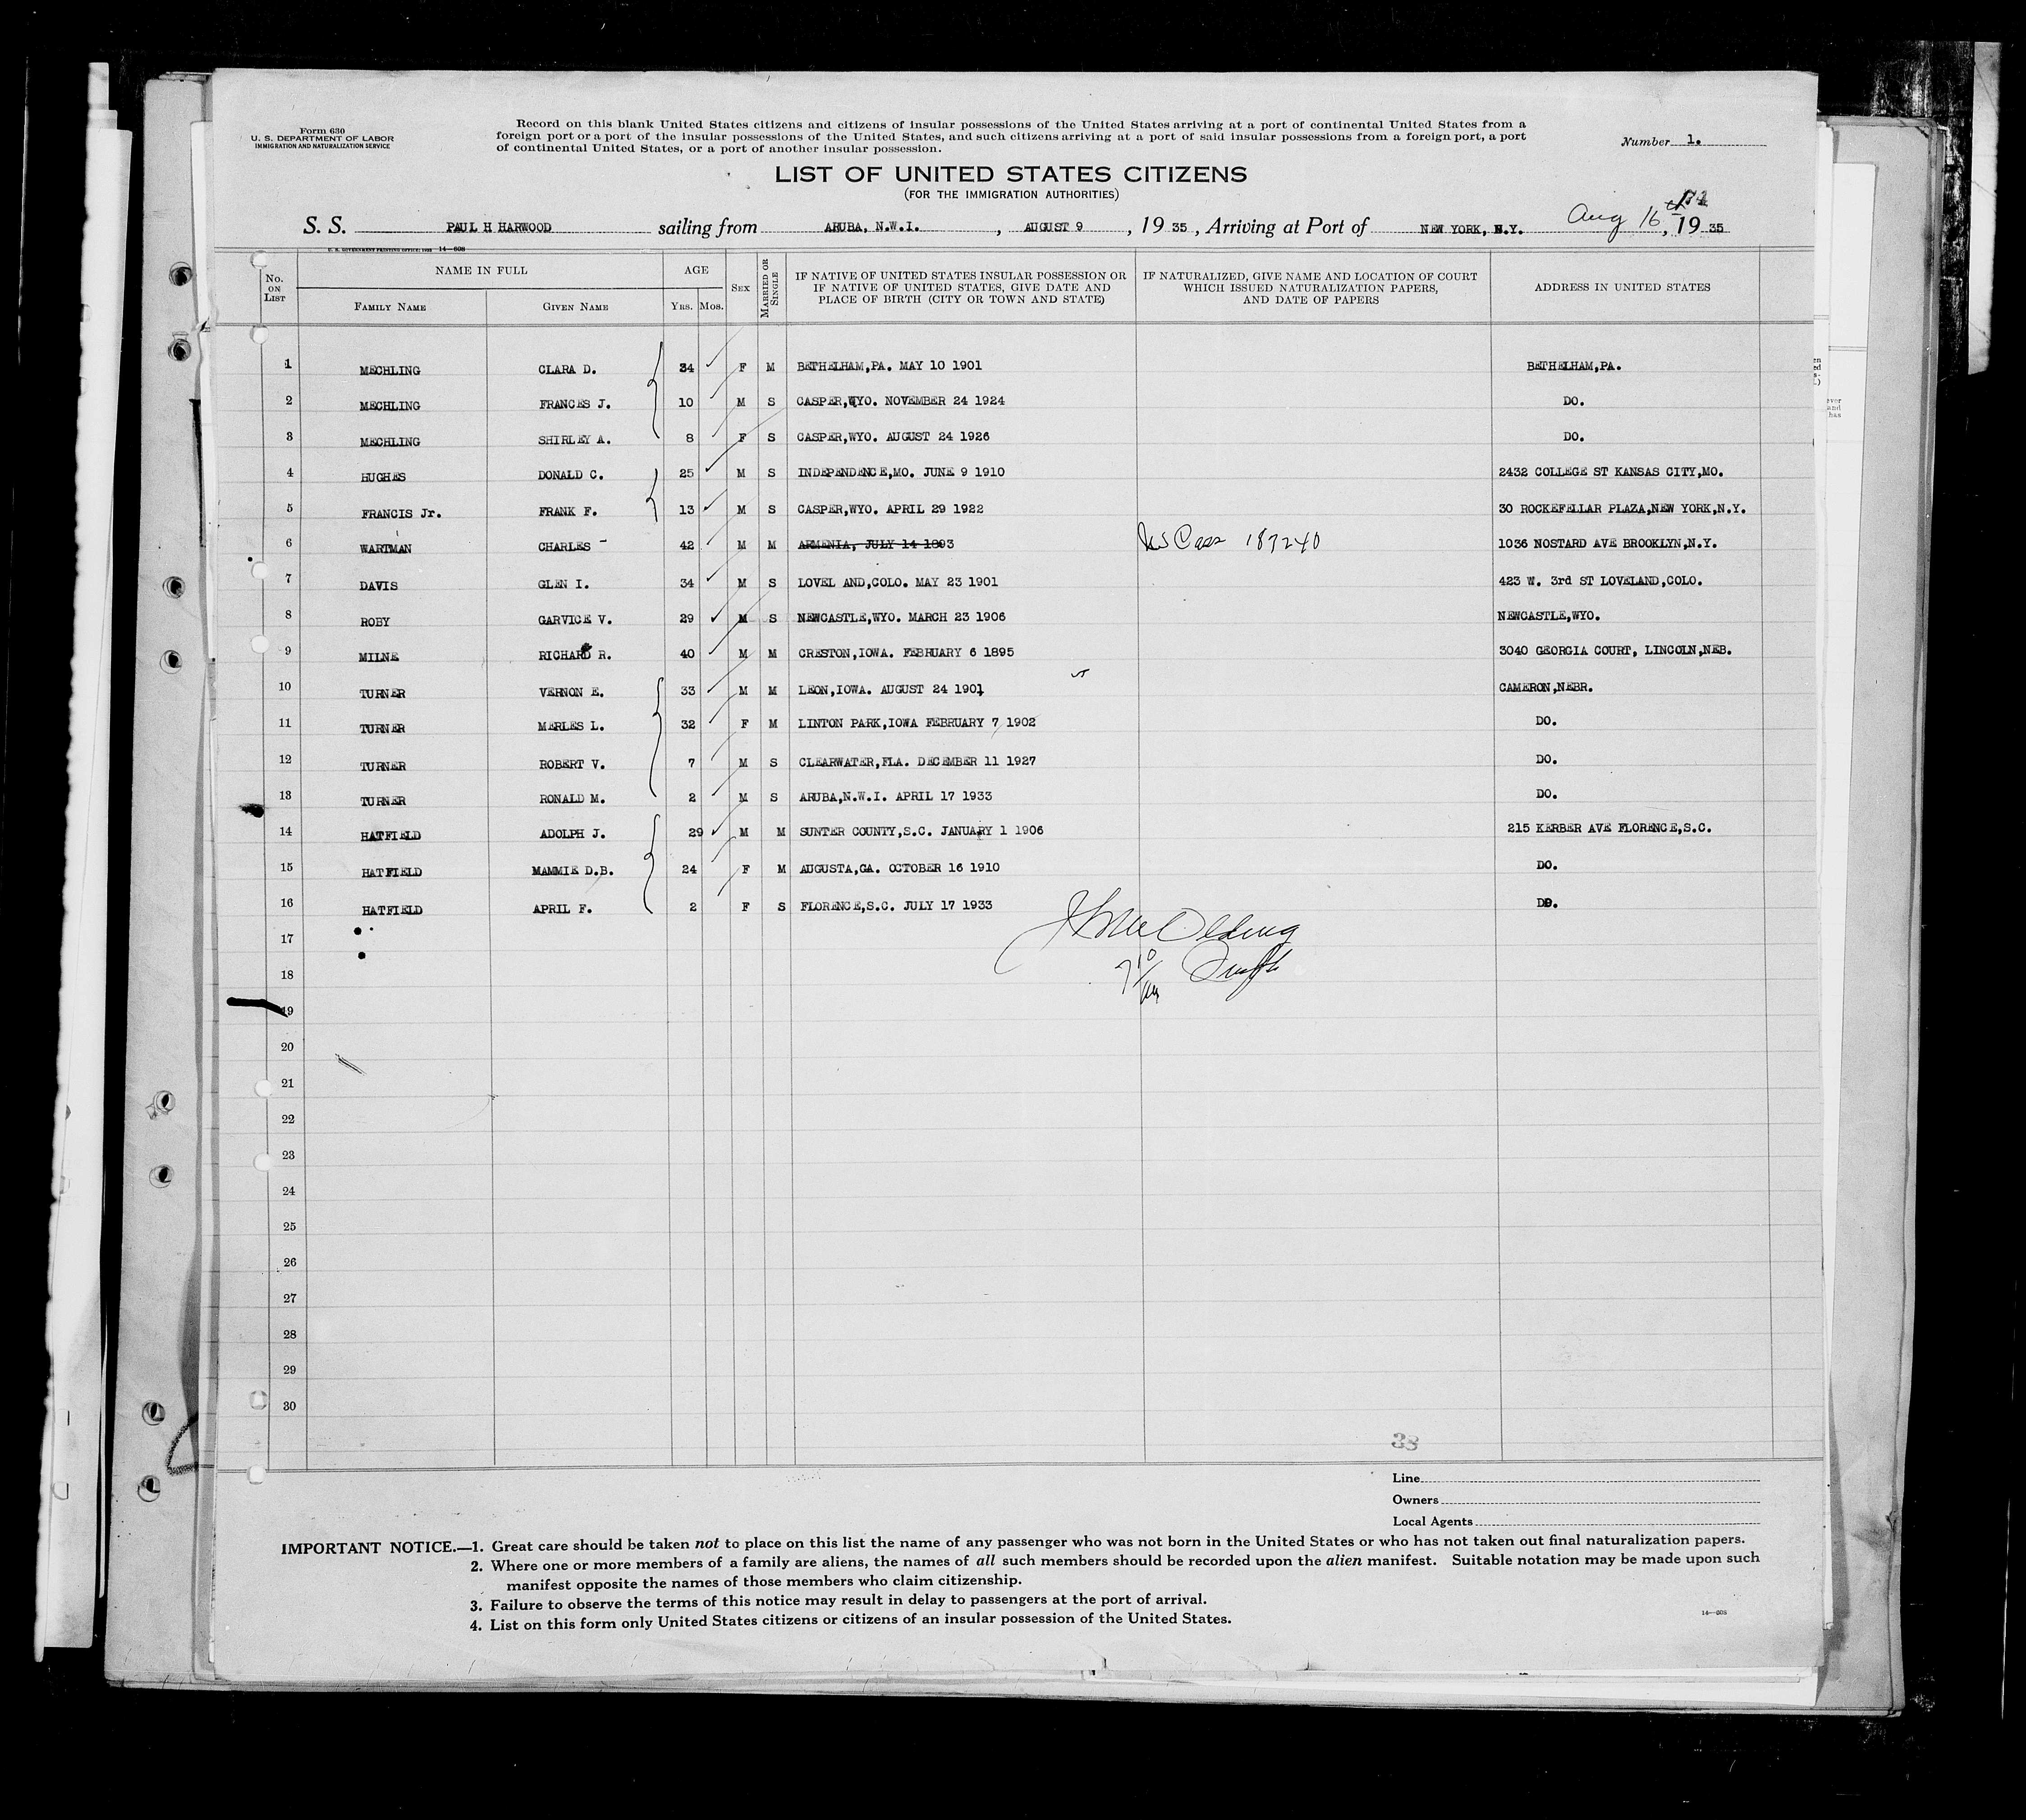 Form 630
U. S. DEPARTMENT OF LABOR
IMMIGRATION AND NATURALIZATION SERVICE
Record on this blank United States citizens and citizens of insular possessions of the United States arriving at a port of continental United States from a
foreign port or a port of the insular possessions of the United States, and such citizens arriving at a port of said insular possessions from a foreign port, a port
of continental United States, or a port of another insular possession.
Number 1.
LIST OF UNITED STATES CITIZENS
(FOR THE IMMIGRATION AUTHORITIES)
S. S. PAUL H HARWOOD sailing from ARUBA, N.W.I. , AUGUST 9 , 19 35 , Arriving at Port of NEW YORK, N.Y. Aug 16th , 19 35
U. S. GOVERNMENT PRINTING OFFICE: 1933 14-608
No. ON LIST NAME IN FULL AGE SEX MARRIED OR SINGLE IF NATIVE OF UNITED STATES INSULAR POSSESSION OR IF NATIVE OF UNITED STATES, GIVE DATE AND PLACE OF BIRTH (CITY OR TOWN AND STATE) IF NATURALIZED, GIVE NAME AND LOCATION OF COURT WHICH ISSUED NATURALIZATION PAPERS, AND DATE OF PAPERS ADDRESS IN UNITED STATES
FAMILY NAME GIVEN NAME YRS. MOS.
1 MECHLING CLARA D. 34 F M BETHELHAM,PA. MAY 10 1901 BETHELHAM,PA.
2 MECHLING FRANCES J. 10 M S CASPER,WYO. NOVEMBER 24 1924 DO.
3 MECHLING SHIRLEY A. 8 F S CASPER,WYO. AUGUST 24 1926 DO.
4 HUGHES DONALD C. 25 M S INDEPENDENCE,MO. JUNE 9 1910 2432 COLLEGE ST KANSAS CITY,MO.
5 FRANCIS Jr. FRANK F. 13 M S CASPER,WYO. APRIL 29 1922 30 ROCKEFELLAR PLAZA,NEW YORK,N.Y.
6 WARTMAN CHARLES - 42 M M ARMENIA, JULY 14 1893 US Pass 187240 1036 NOSTARD AVE BROOKLYN,N.Y.
7 DAVIS GLEN I. 34 M S LOVEL AND,COLO. MAY 23 1901 423 W. 3rd ST LOVELAND,COLO.
8 ROBY GARVICE V. 29 M S NEWCASTLE,WYO. MARCH 23 1906 NEWCASTLE,WYO.
9 MILNE RICHARD R. 40 M M CRESTON,IOWA. FEBRUARY 6 1895 3040 GEORGIA COURT, LINCOLN,NEB.
10 TURNER VERNON E. 33 M M LEON,IOWA. AUGUST 24 1901 CAMERON,NEBR.
11 TURNER MERLES L. 32 F M LINTON PARK,IOWA FEBRUARY 7 1902 DO.
12 TURNER ROBERT V. 7 M S CLEARWATER,FLA. DECEMBER 11 1927 DO.
13 TURNER RONALD M. 2 M S ARUBA,N.W.I. APRIL 17 1933 DO.
14 HATFIELD ADOLPH J. 29 M M SUNTER COUNTY,S.C. JANUARY 1 1906 215 KERBER AVE FLORENCE,S.C.
15 HATFIELD MAMMIE D.B. 24 F M AUGUSTA,GA. OCTOBER 16 1910 DO.
16 HATFIELD APRIL F. 2 F S FLORENCE,S.C. JULY 17 1933 DO.
17
18
19
20
21
22
23
24
25
26
27
28
29
30
38
Line
Owners
Local Agents
IMPORTANT NOTICE.—1. Great care should be taken not to place on this list the name of any passenger who was not born in the United States or who has not taken out final naturalization papers.
2. Where one or more members of a family are aliens, the names of all such members should be recorded upon the alien manifest. Suitable notation may be made upon such
manifest opposite the names of those members who claim citizenship.
3. Failure to observe the terms of this notice may result in delay to passengers at the port of arrival.
4. List on this form only United States citizens or citizens of an insular possession of the United States.
14-608